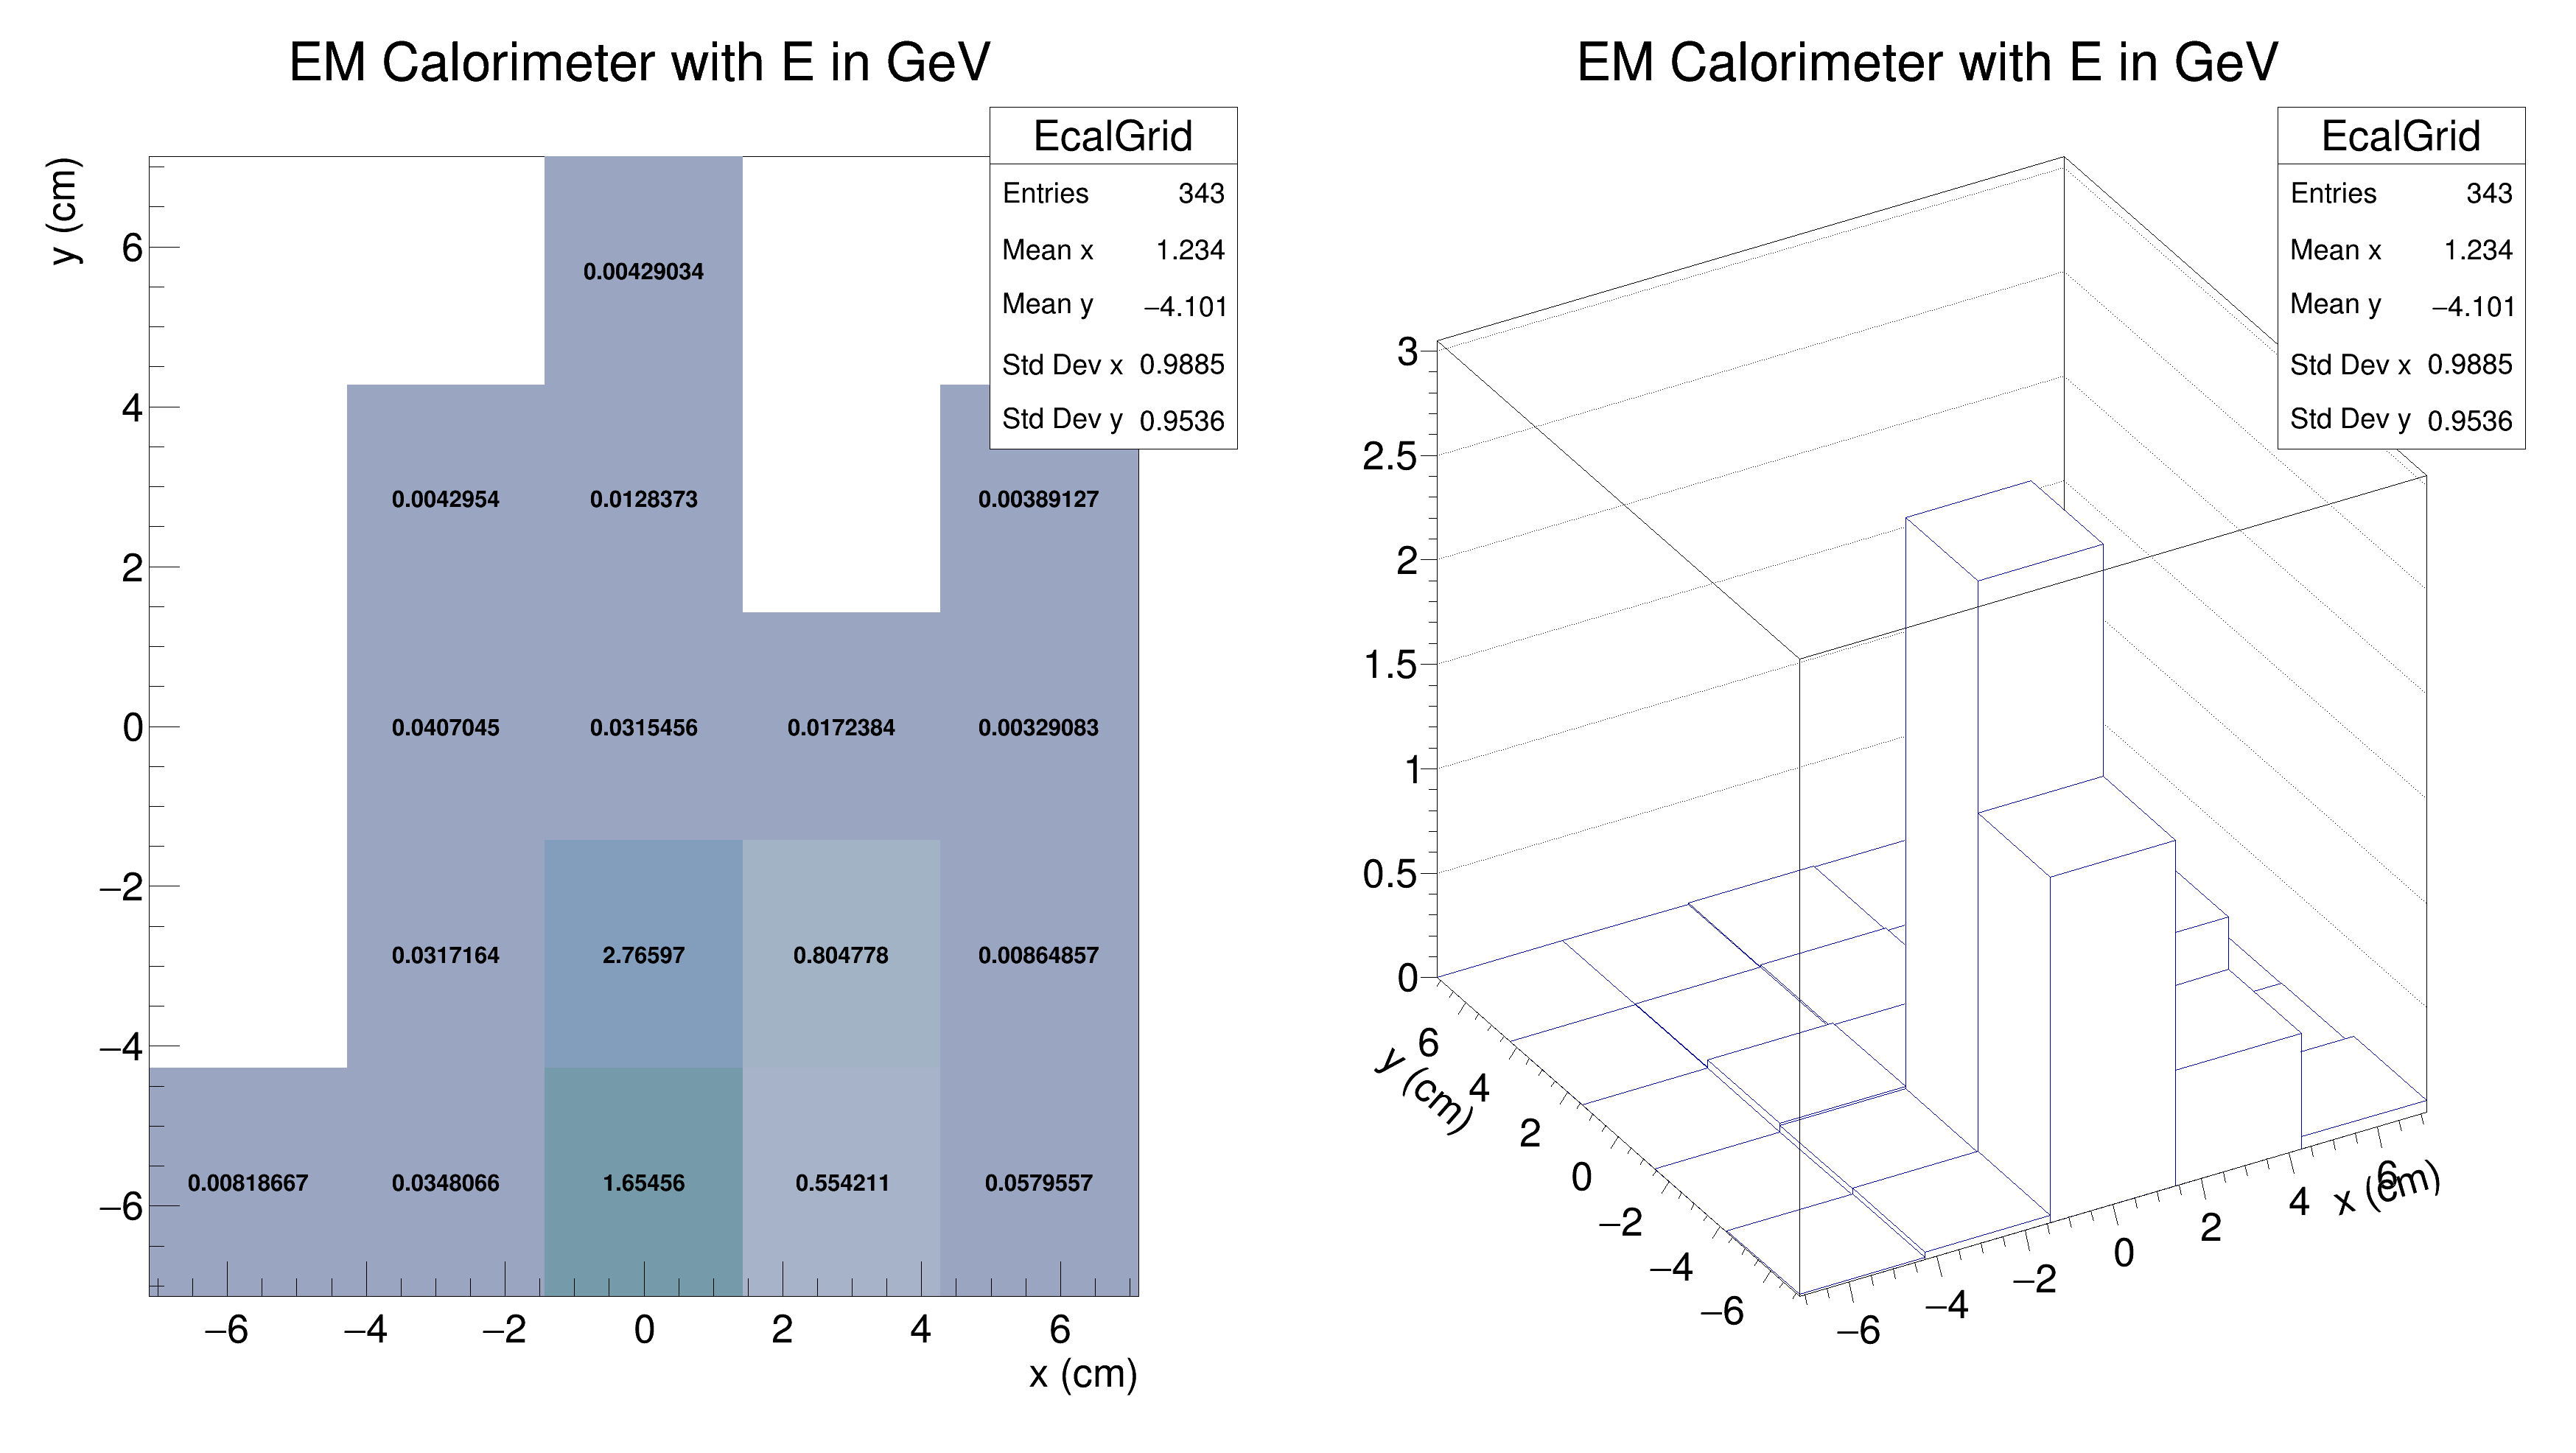 EM Calorimeter with E in GeV
EcalGrid
Entries 343
Mean x 1.234
Mean y −4.101
Std Dev x 0.9885
Std Dev y 0.9536
y (cm)
6
4
2
0
−2
−4
−6
0.00429034
0.0042954 0.0128373 0.00389127
0.0407045 0.0315456 0.0172384 0.00329083
0.0317164 2.76597 0.804778 0.00864857
0.00818667 0.0348066 1.65456 0.554211 0.0579557
−6 −4 −2 0 2 4 6
x (cm)
EM Calorimeter with E in GeV
EcalGrid
Entries 343
Mean x 1.234
Mean y −4.101
Std Dev x 0.9885
Std Dev y 0.9536
3
2.5
2
1.5
1
0.5
0
6
4
2
0
−2
−4
−6
y (cm)
−6
−4
−2
0
2
4
6
x (cm)